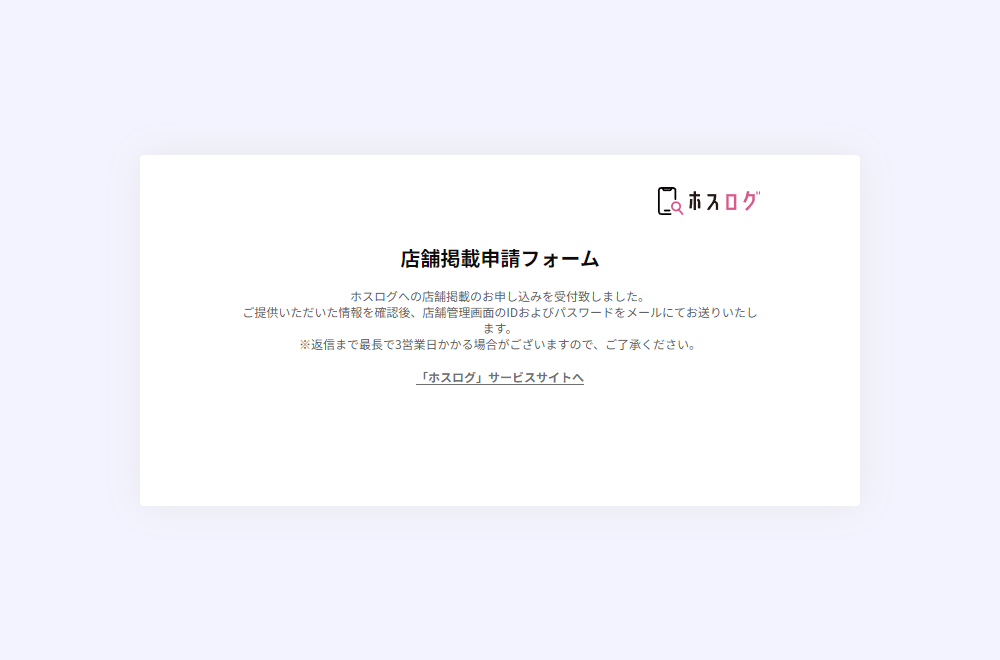 ホスログ
店舗掲載申請フォーム
ホスログへの店舗掲載のお申し込みを受付致しました。
ご提供いただいた情報を確認後、店舗管理画面のIDおよびパスワードをメールにてお送りいたし
ます。
※返信まで最長で3営業日かかる場合がございますので、ご了承ください。
「ホスログ」サービスサイトへ